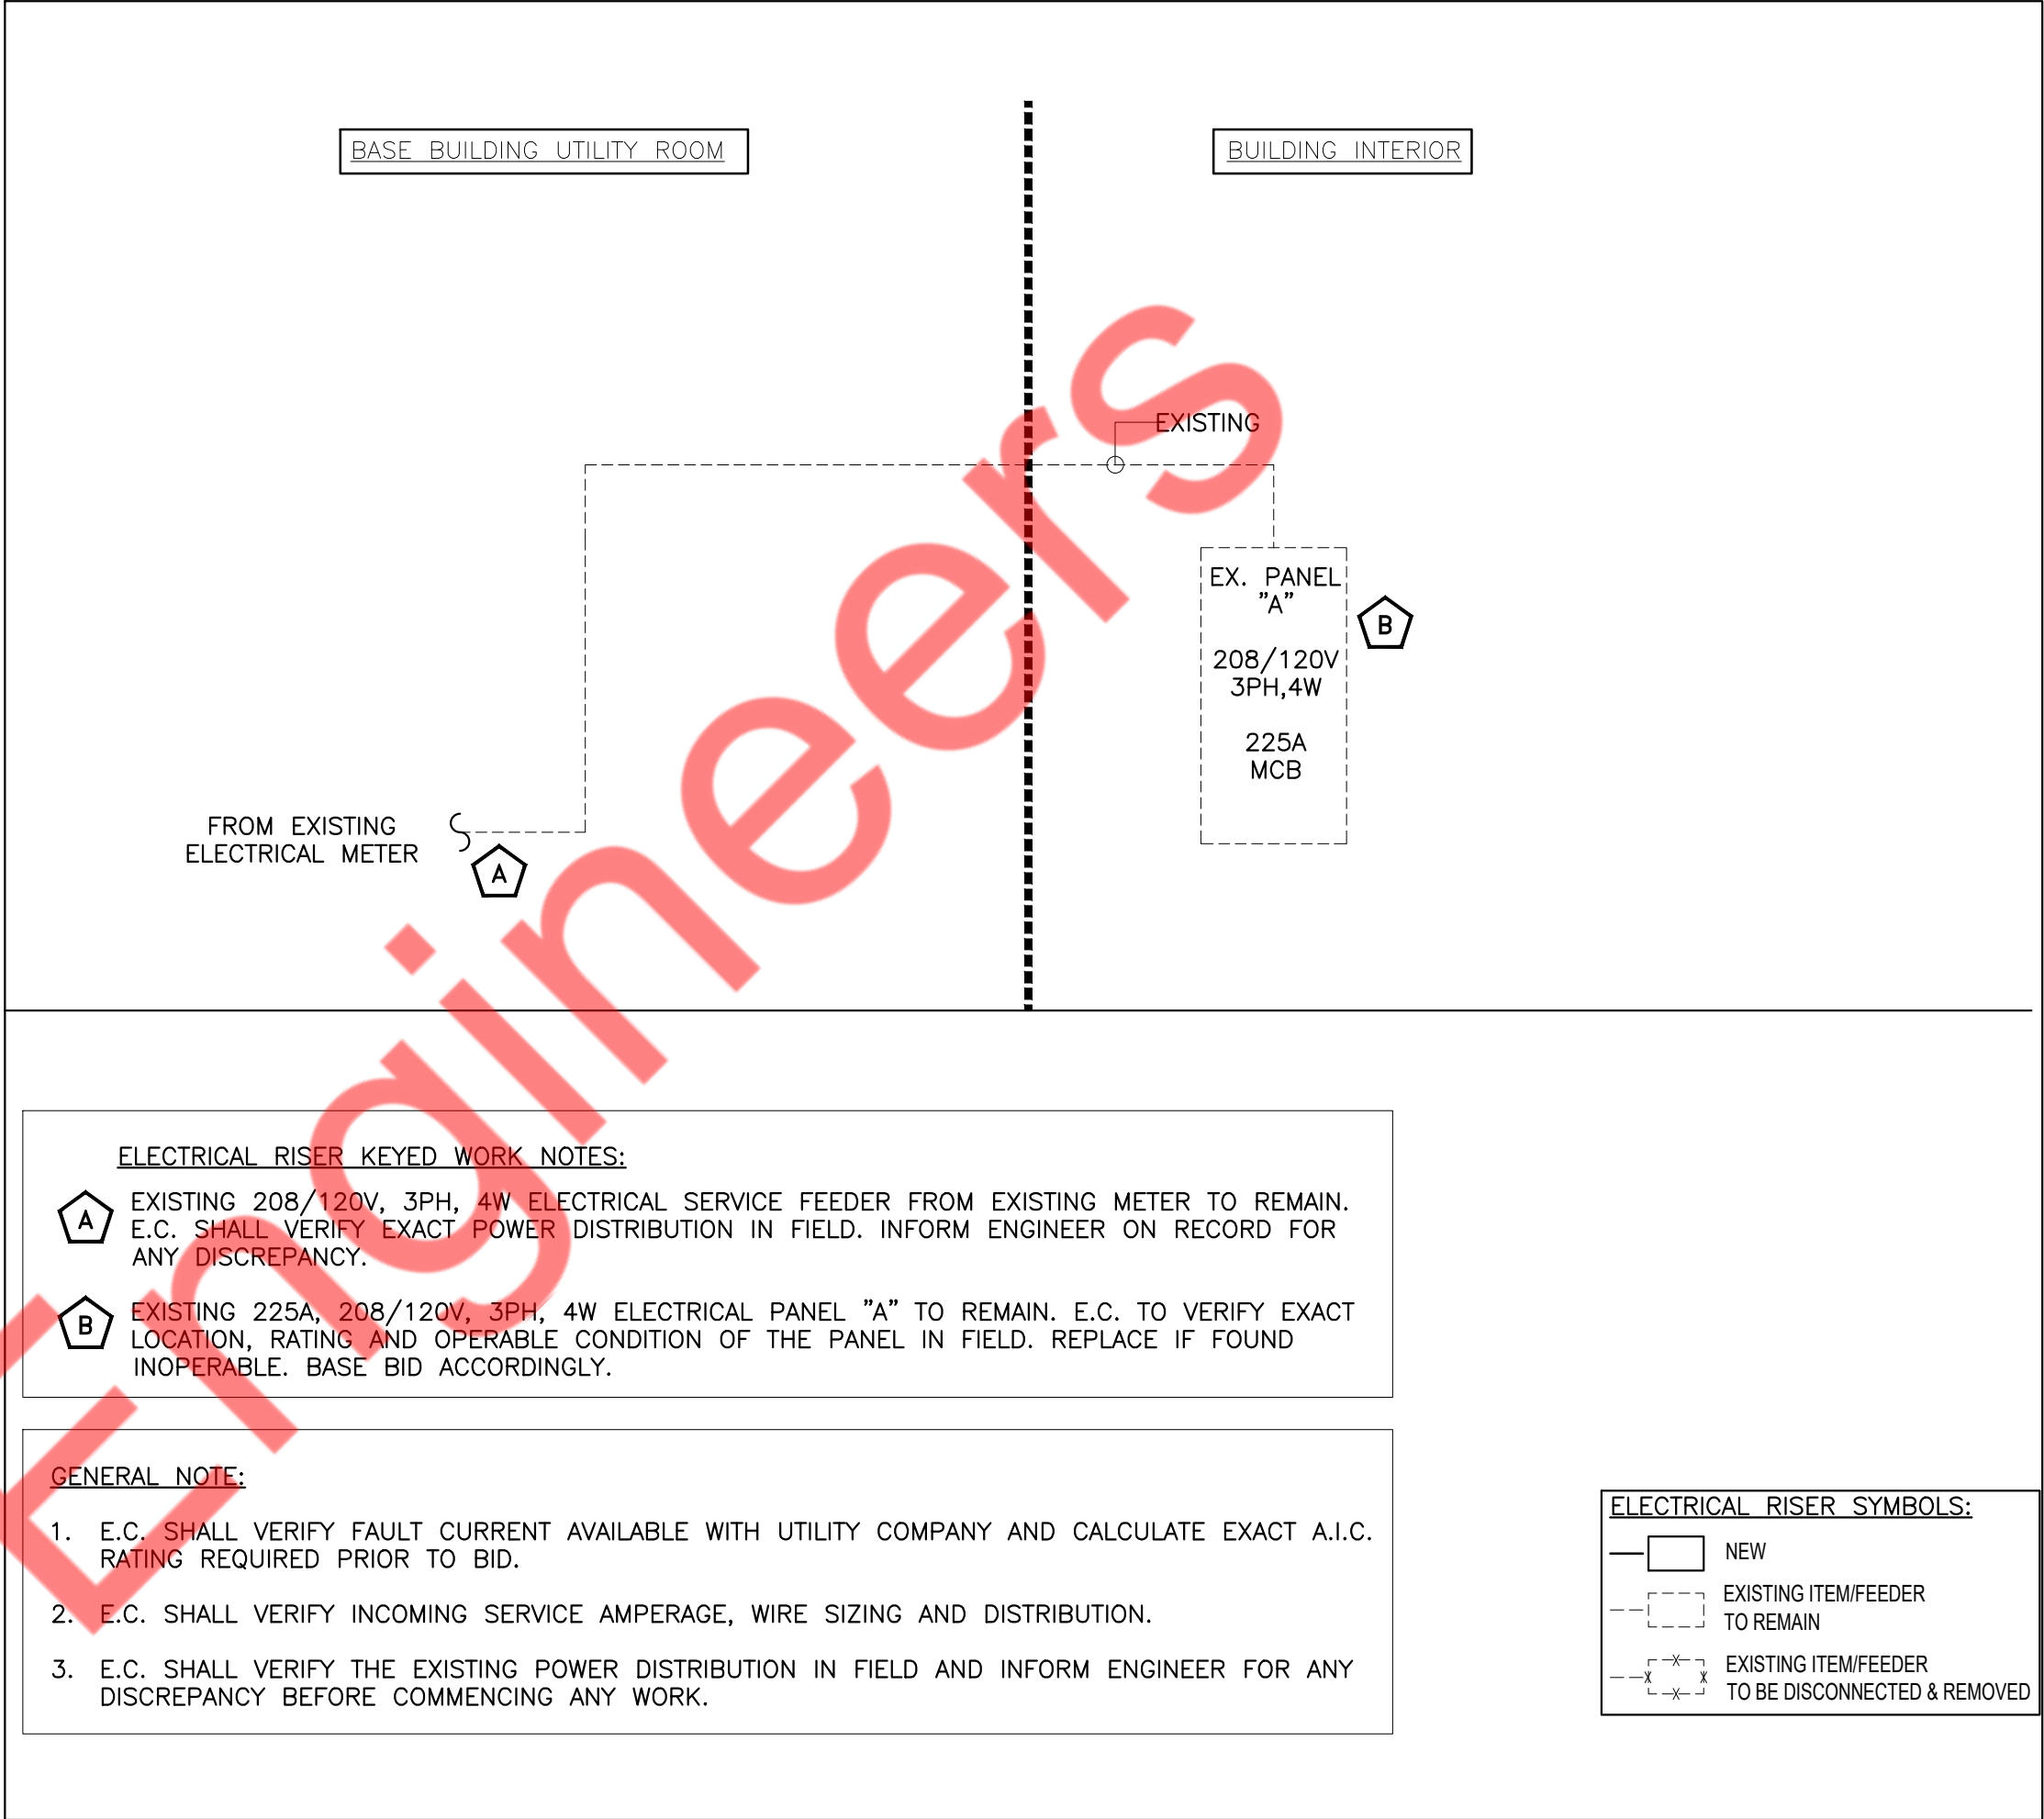 BASE BUILDING UTILITY ROOM
BUILDING INTERIOR
EXISTING
EX. PANEL
"A"
208/120V
3PH,4W
225A
MCB
B
FROM EXISTING
ELECTRICAL METER
A
Engineers
ELECTRICAL RISER KEYED WORK NOTES:
A
EXISTING 208/120V, 3PH, 4W ELECTRICAL SERVICE FEEDER FROM EXISTING METER TO REMAIN.
E.C. SHALL VERIFY EXACT POWER DISTRIBUTION IN FIELD. INFORM ENGINEER ON RECORD FOR
ANY DISCREPANCY.
B
EXISTING 225A, 208/120V, 3PH, 4W ELECTRICAL PANEL "A" TO REMAIN. E.C. TO VERIFY EXACT
LOCATION, RATING AND OPERABLE CONDITION OF THE PANEL IN FIELD. REPLACE IF FOUND
INOPERABLE. BASE BID ACCORDINGLY.
GENERAL NOTE:
1. E.C. SHALL VERIFY FAULT CURRENT AVAILABLE WITH UTILITY COMPANY AND CALCULATE EXACT A.I.C.
RATING REQUIRED PRIOR TO BID.
2. E.C. SHALL VERIFY INCOMING SERVICE AMPERAGE, WIRE SIZING AND DISTRIBUTION.
3. E.C. SHALL VERIFY THE EXISTING POWER DISTRIBUTION IN FIELD AND INFORM ENGINEER FOR ANY
DISCREPANCY BEFORE COMMENCING ANY WORK.
ELECTRICAL RISER SYMBOLS:
NEW
EXISTING ITEM/FEEDER
TO REMAIN
EXISTING ITEM/FEEDER
TO BE DISCONNECTED & REMOVED